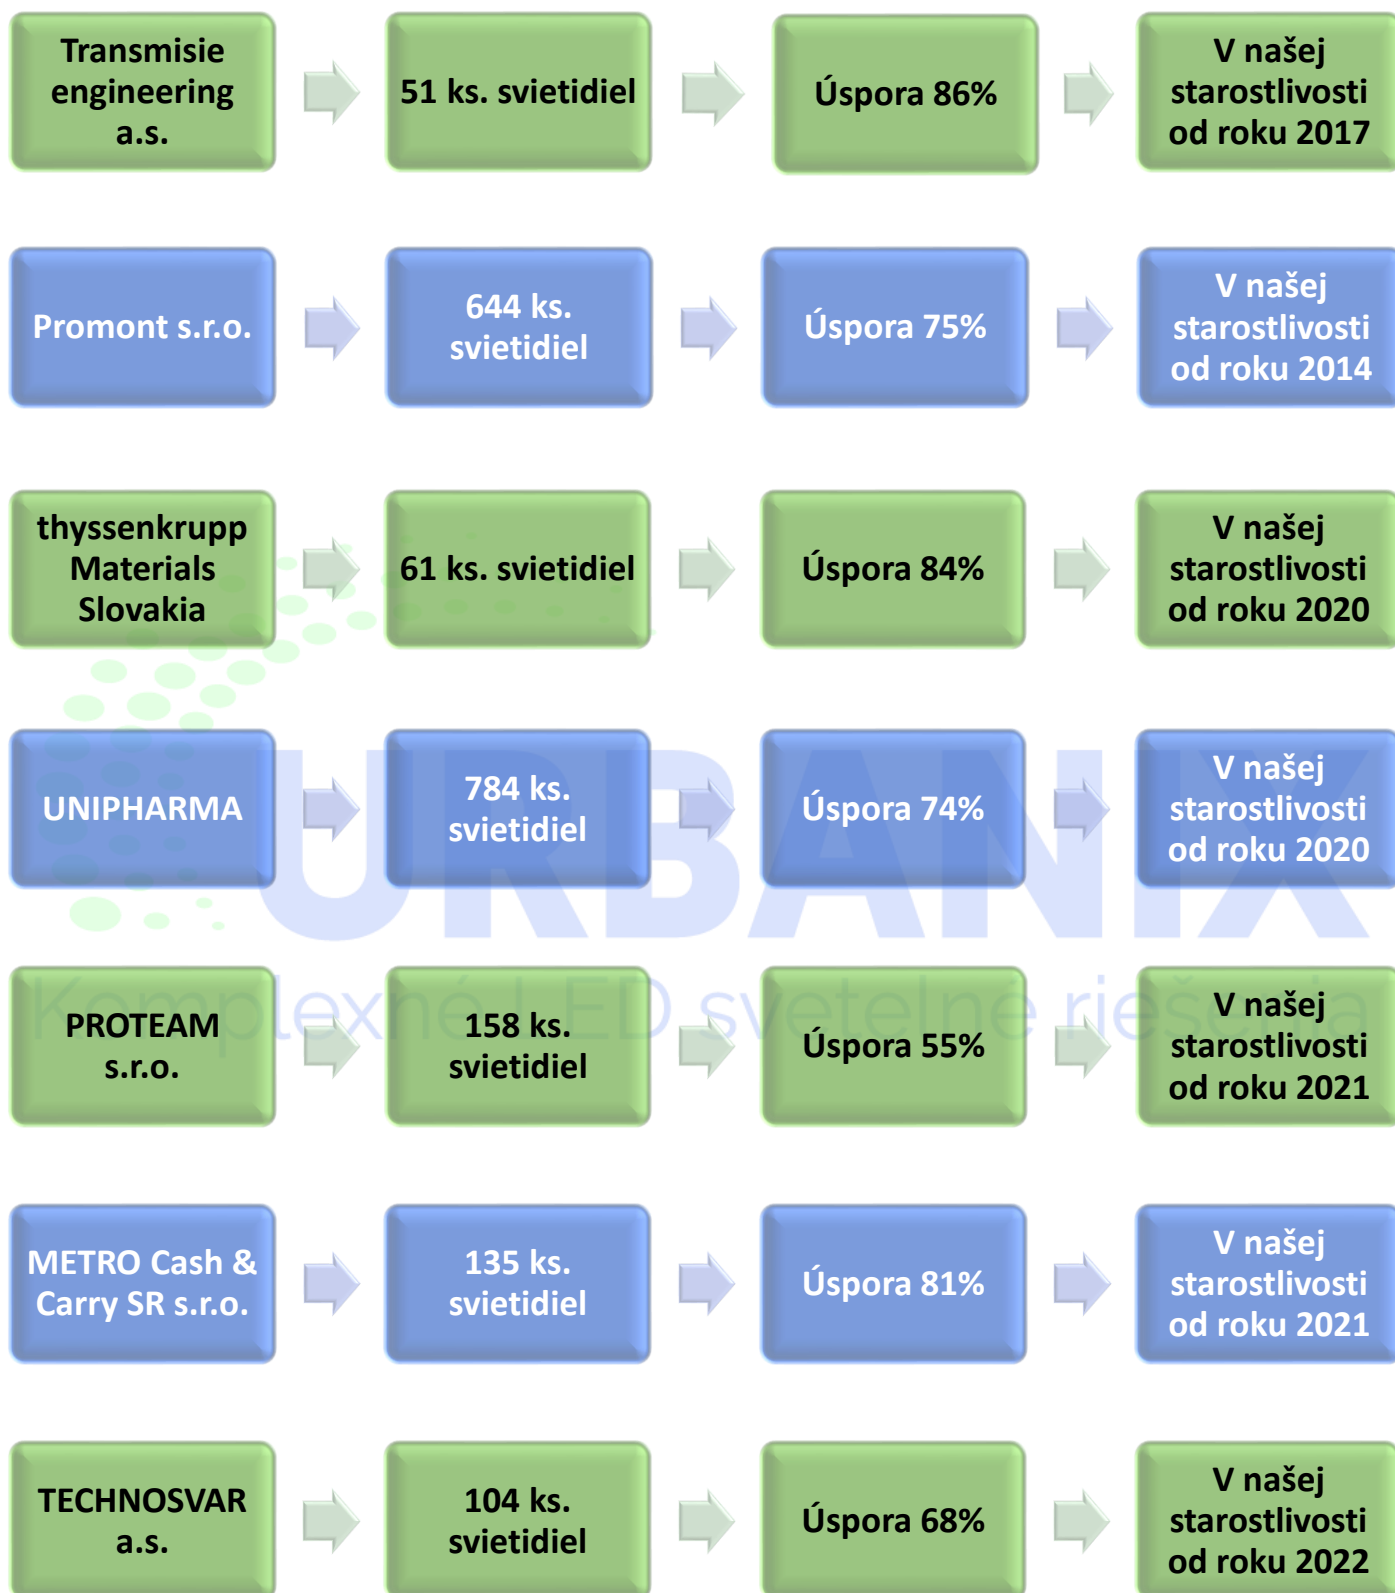 Transmisie
engineering
a.s.
51 ks. svietidiel
Úspora 86%
V našej
starostlivosti
od roku 2017
Promont s.r.o.
644 ks.
svietidiel
Úspora 75%
V našej
starostlivosti
od roku 2014
thyssenkrupp
Materials
Slovakia
61 ks. svietidiel
Úspora 84%
V našej
starostlivosti
od roku 2020
UNIPHARMA
784 ks.
svietidiel
Úspora 74%
V našej
starostlivosti
od roku 2020
URBANIX
Komplexné LED svetelné riešenia
PROTEAM
s.r.o.
158 ks.
svietidiel
Úspora 55%
V našej
starostlivosti
od roku 2021
METRO Cash &
Carry SR s.r.o.
135 ks.
svietidiel
Úspora 81%
V našej
starostlivosti
od roku 2021
TECHNOSVAR
a.s.
104 ks.
svietidiel
Úspora 68%
V našej
starostlivosti
od roku 2022